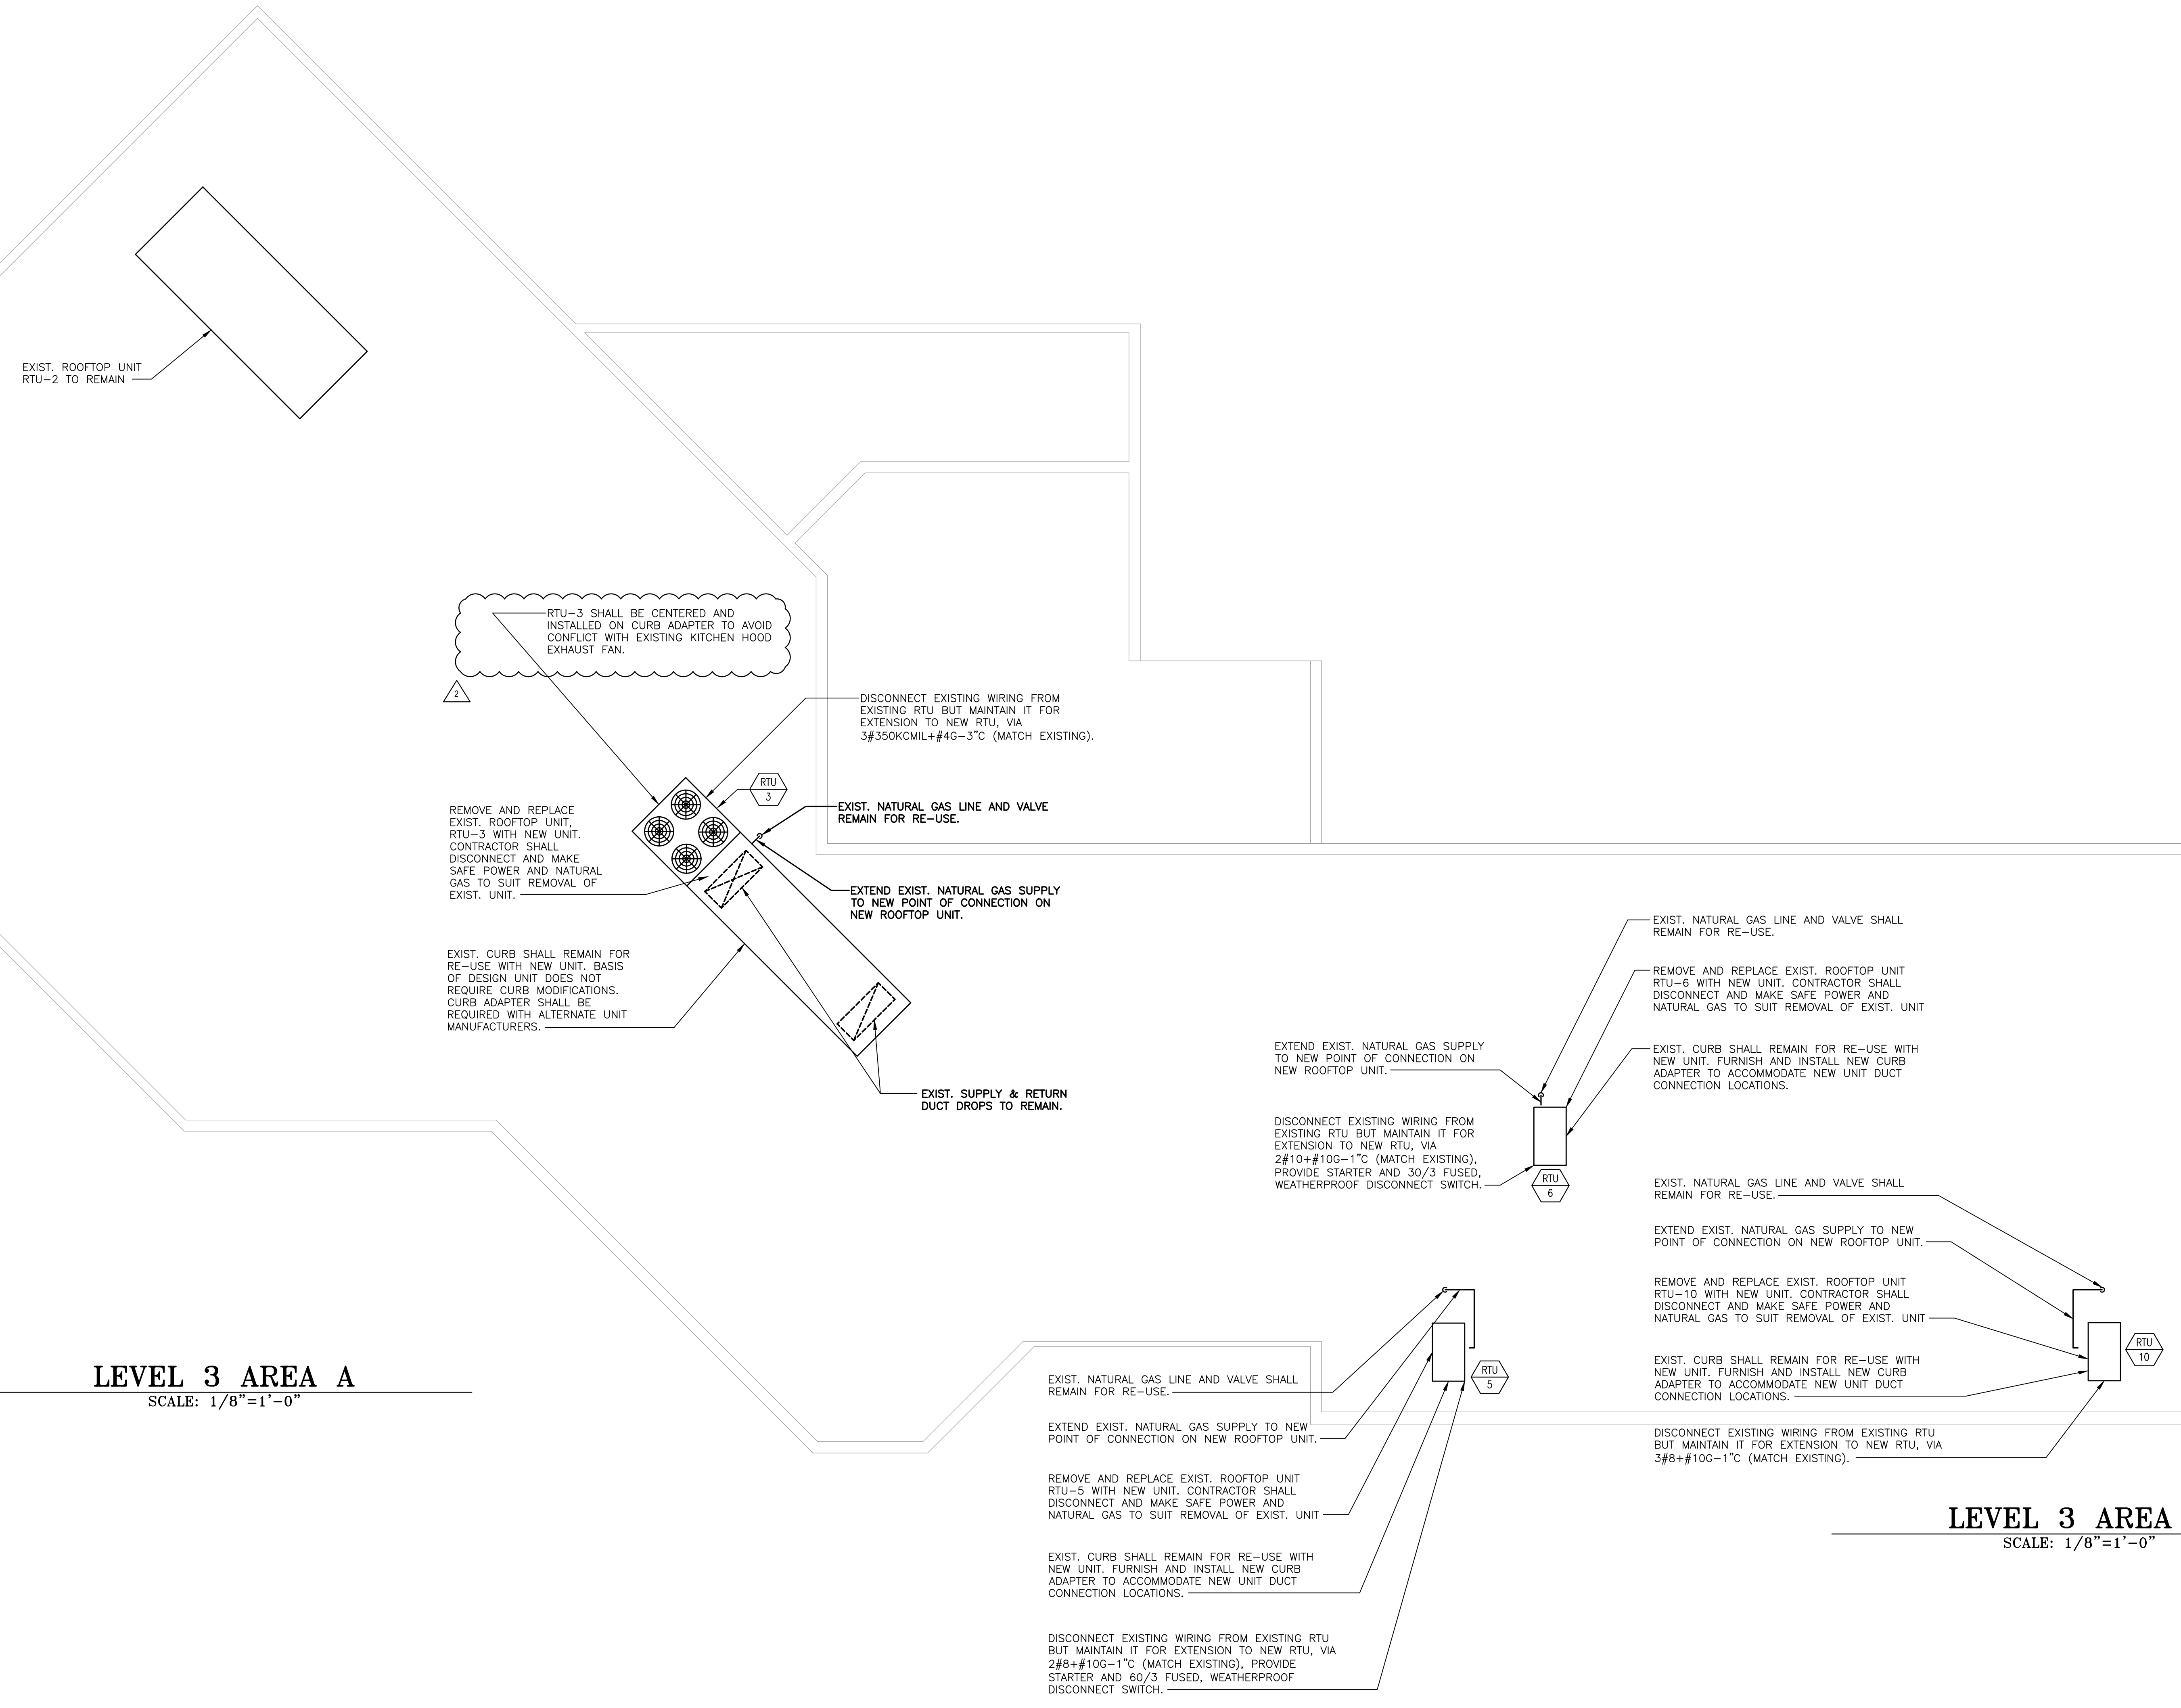 EXIST. ROOFTOP UNIT
RTU-2 TO REMAIN
RTU-3 SHALL BE CENTERED AND
INSTALLED ON CURB ADAPTER TO AVOID
CONFLICT WITH EXISTING KITCHEN HOOD
EXHAUST FAN.
2
DISCONNECT EXISTING WIRING FROM
EXISTING RTU BUT MAINTAIN IT FOR
EXTENSION TO NEW RTU, VIA
3#350KCMIL+#4G-3"C (MATCH EXISTING).
RTU
3
REMOVE AND REPLACE
EXIST. ROOFTOP UNIT,
RTU-3 WITH NEW UNIT.
CONTRACTOR SHALL
DISCONNECT AND MAKE
SAFE POWER AND NATURAL
GAS TO SUIT REMOVAL OF
EXIST. UNIT.
EXIST. NATURAL GAS LINE AND VALVE
REMAIN FOR RE-USE.
EXTEND EXIST. NATURAL GAS SUPPLY
TO NEW POINT OF CONNECTION ON
NEW ROOFTOP UNIT.
EXIST. CURB SHALL REMAIN FOR
RE-USE WITH NEW UNIT. BASIS
OF DESIGN UNIT DOES NOT
REQUIRE CURB MODIFICATIONS.
CURB ADAPTER SHALL BE
REQUIRED WITH ALTERNATE UNIT
MANUFACTURERS.
EXIST. SUPPLY & RETURN
DUCT DROPS TO REMAIN.
EXIST. NATURAL GAS LINE AND VALVE SHALL
REMAIN FOR RE-USE.
REMOVE AND REPLACE EXIST. ROOFTOP UNIT
RTU-6 WITH NEW UNIT. CONTRACTOR SHALL
DISCONNECT AND MAKE SAFE POWER AND
NATURAL GAS TO SUIT REMOVAL OF EXIST. UNIT
EXTEND EXIST. NATURAL GAS SUPPLY
TO NEW POINT OF CONNECTION ON
NEW ROOFTOP UNIT.
EXIST. CURB SHALL REMAIN FOR RE-USE WITH
NEW UNIT. FURNISH AND INSTALL NEW CURB
ADAPTER TO ACCOMMODATE NEW UNIT DUCT
CONNECTION LOCATIONS.
DISCONNECT EXISTING WIRING FROM
EXISTING RTU BUT MAINTAIN IT FOR
EXTENSION TO NEW RTU, VIA
2#10+#10G-1"C (MATCH EXISTING),
PROVIDE STARTER AND 30/3 FUSED,
WEATHERPROOF DISCONNECT SWITCH.
RTU
6
EXIST. NATURAL GAS LINE AND VALVE SHALL
REMAIN FOR RE-USE.
EXTEND EXIST. NATURAL GAS SUPPLY TO NEW
POINT OF CONNECTION ON NEW ROOFTOP UNIT.
REMOVE AND REPLACE EXIST. ROOFTOP UNIT
RTU-10 WITH NEW UNIT. CONTRACTOR SHALL
DISCONNECT AND MAKE SAFE POWER AND
NATURAL GAS TO SUIT REMOVAL OF EXIST. UNIT
RTU
10
EXIST. CURB SHALL REMAIN FOR RE-USE WITH
NEW UNIT. FURNISH AND INSTALL NEW CURB
ADAPTER TO ACCOMMODATE NEW UNIT DUCT
CONNECTION LOCATIONS.
DISCONNECT EXISTING WIRING FROM EXISTING RTU
BUT MAINTAIN IT FOR EXTENSION TO NEW RTU, VIA
3#8+#10G-1"C (MATCH EXISTING).
LEVEL 3 AREA A
SCALE: 1/8"=1'-0"
RTU
5
EXIST. NATURAL GAS LINE AND VALVE SHALL
REMAIN FOR RE-USE.
EXTEND EXIST. NATURAL GAS SUPPLY TO NEW
POINT OF CONNECTION ON NEW ROOFTOP UNIT.
REMOVE AND REPLACE EXIST. ROOFTOP UNIT
RTU-5 WITH NEW UNIT. CONTRACTOR SHALL
DISCONNECT AND MAKE SAFE POWER AND
NATURAL GAS TO SUIT REMOVAL OF EXIST. UNIT
EXIST. CURB SHALL REMAIN FOR RE-USE WITH
NEW UNIT. FURNISH AND INSTALL NEW CURB
ADAPTER TO ACCOMMODATE NEW UNIT DUCT
CONNECTION LOCATIONS.
DISCONNECT EXISTING WIRING FROM EXISTING RTU
BUT MAINTAIN IT FOR EXTENSION TO NEW RTU, VIA
2#8+#10G-1"C (MATCH EXISTING), PROVIDE
STARTER AND 60/3 FUSED, WEATHERPROOF
DISCONNECT SWITCH.
LEVEL 3 AREA
SCALE: 1/8"=1'-0"